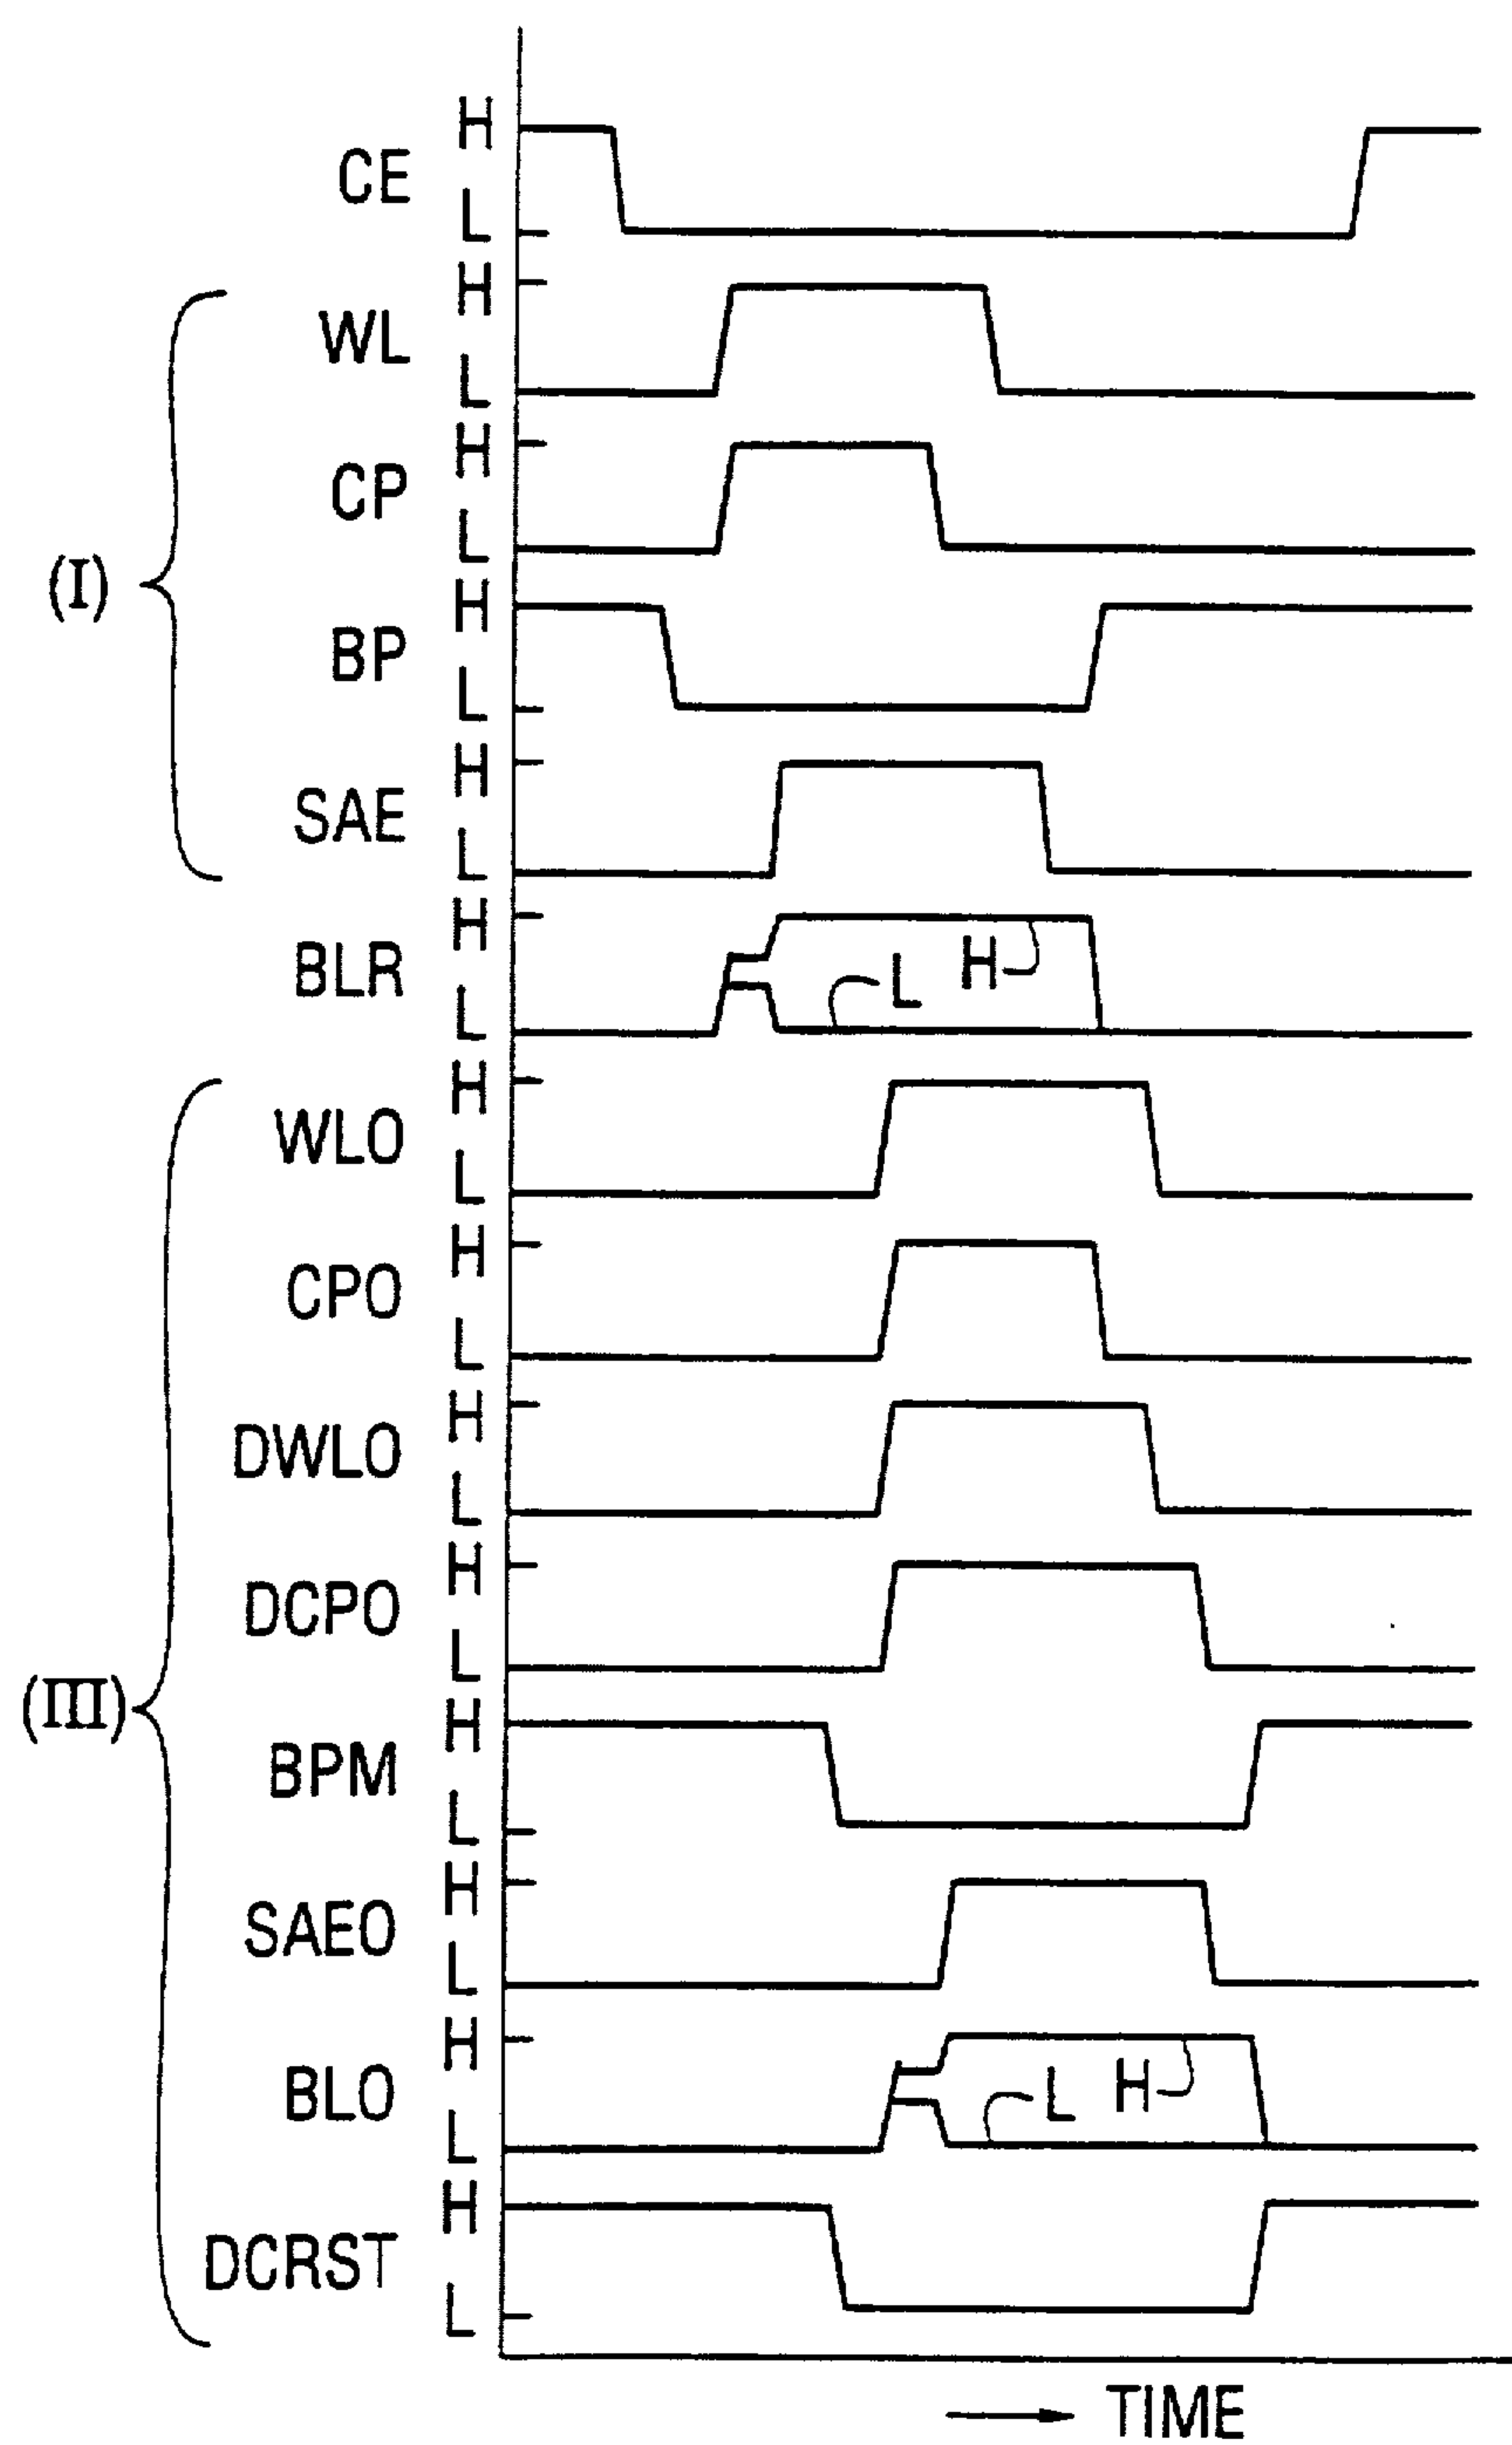 H
CE
L
H
WL
L
H
CP
L
(I)
H
BP
L
H
SAE
L
H
BLR
L
L H
H
WLO
L
H
CPO
L
H
DWLO
L
H
DCPO
L
(III)
H
BPM
L
H
SAEO
L
H
BLO
L
L H
H
DCRST
L
TIME